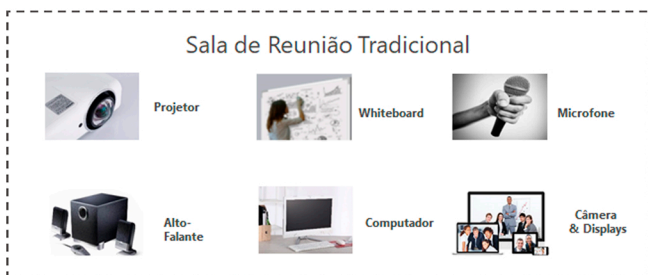 Sala de Reunião Tradicional
Projetor
Whiteboard
Microfone
Alto-
Falante
Computador
Câmera
& Displays